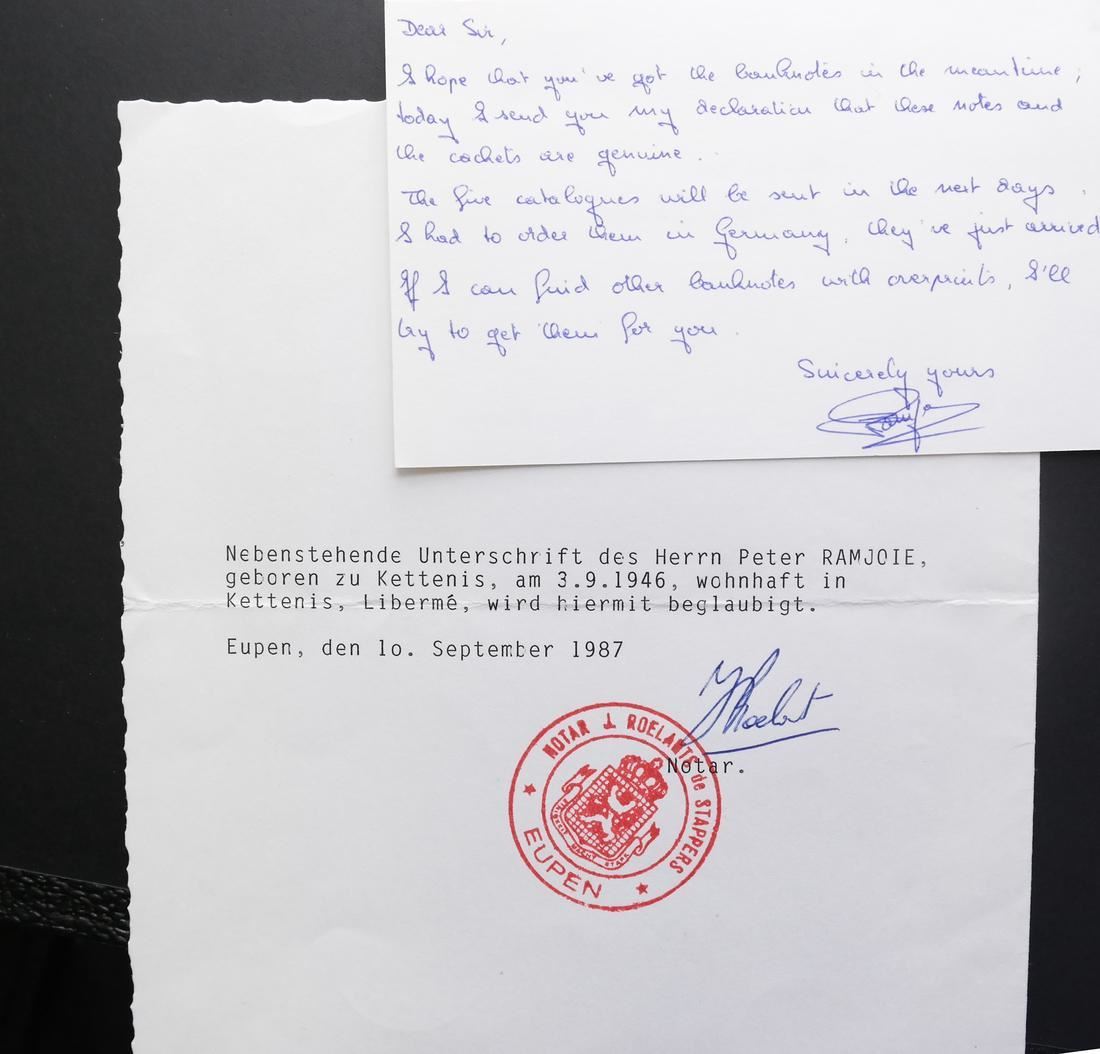 Dear Sir,
I hope that you've got the banknotes in the meantime ;
today I send you my declaration that these notes and
the cachets are genuine .
The five catalogues will be sent in the next days .
I had to order them in Germany, they've just arrived
If I can find other banknotes with overprints, I'll
try to get them for you .
Sincerely yours
Nebenstehende Unterschrift des Herrn Peter RAMJOIE,
geboren zu Kettenis, am 3.9.1946, wohnhaft in
Kettenis, Libermé, wird hiermit beglaubigt.
Eupen, den lo. September 1987
Notar.
NOTAR J. ROELANTS de STAPPERS
EUPEN